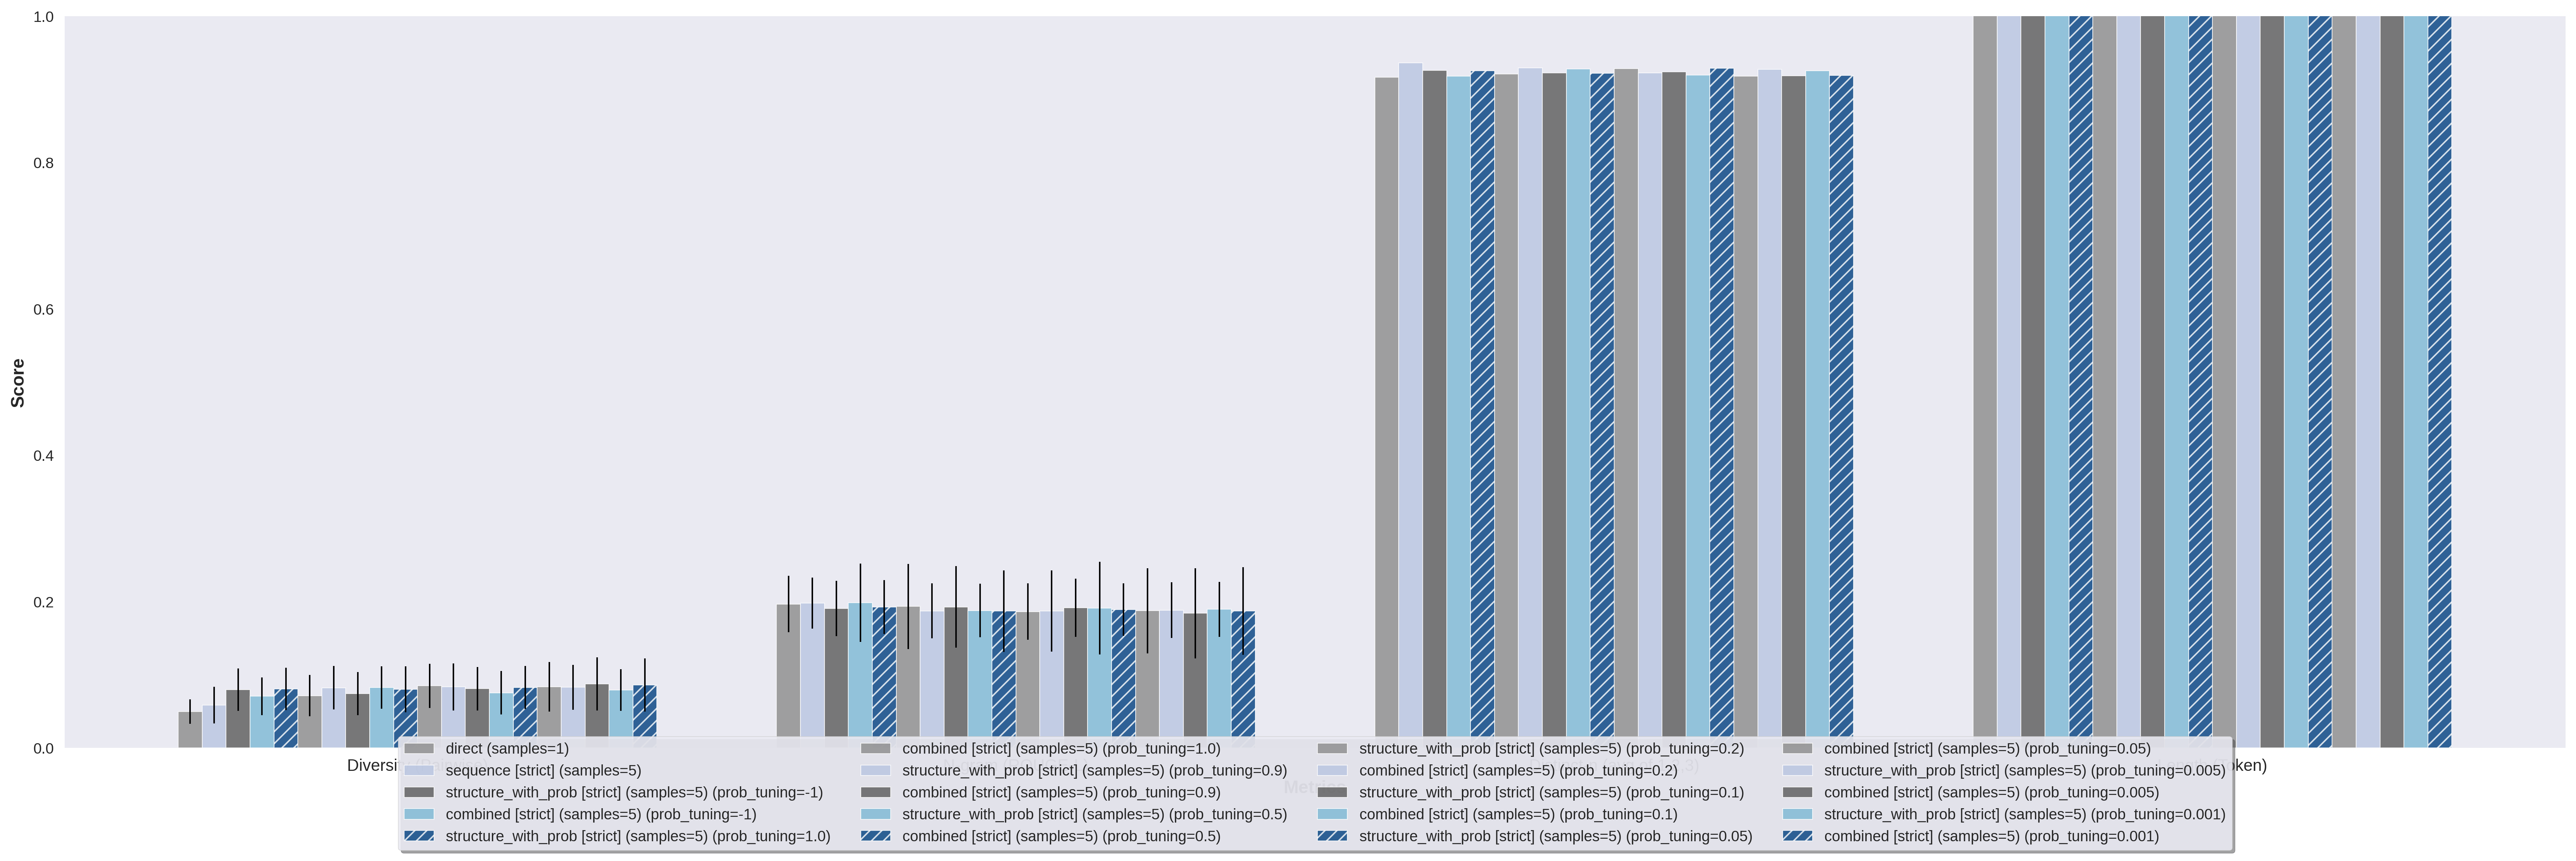 1.0
0.8
0.6
0.4
0.2
0.0
Score
Diversity
3)
oken)
Metrics
direct (samples=1)
sequence [strict] (samples=5)
structure_with_prob [strict] (samples=5) (prob_tuning=-1)
combined [strict] (samples=5) (prob_tuning=-1)
structure_with_prob [strict] (samples=5) (prob_tuning=1.0)
combined [strict] (samples=5) (prob_tuning=1.0)
structure_with_prob [strict] (samples=5) (prob_tuning=0.9)
combined [strict] (samples=5) (prob_tuning=0.9)
structure_with_prob [strict] (samples=5) (prob_tuning=0.5)
combined [strict] (samples=5) (prob_tuning=0.5)
structure_with_prob [strict] (samples=5) (prob_tuning=0.2)
combined [strict] (samples=5) (prob_tuning=0.2)
structure_with_prob [strict] (samples=5) (prob_tuning=0.1)
combined [strict] (samples=5) (prob_tuning=0.1)
structure_with_prob [strict] (samples=5) (prob_tuning=0.05)
combined [strict] (samples=5) (prob_tuning=0.05)
structure_with_prob [strict] (samples=5) (prob_tuning=0.005)
combined [strict] (samples=5) (prob_tuning=0.005)
structure_with_prob [strict] (samples=5) (prob_tuning=0.001)
combined [strict] (samples=5) (prob_tuning=0.001)